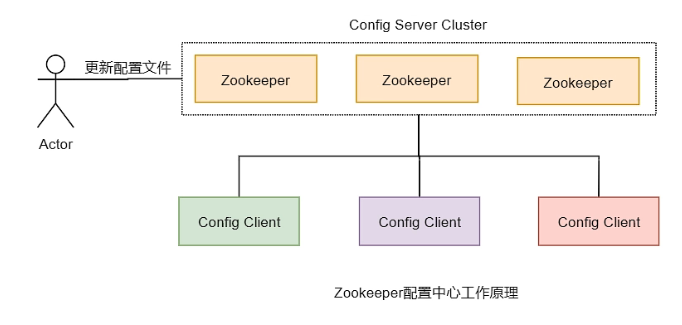 Config Server Cluster
更新配置文件
Zookeeper
Zookeeper
Zookeeper
Actor
Config Client
Config Client
Config Client
Zookeeper配置中心工作原理